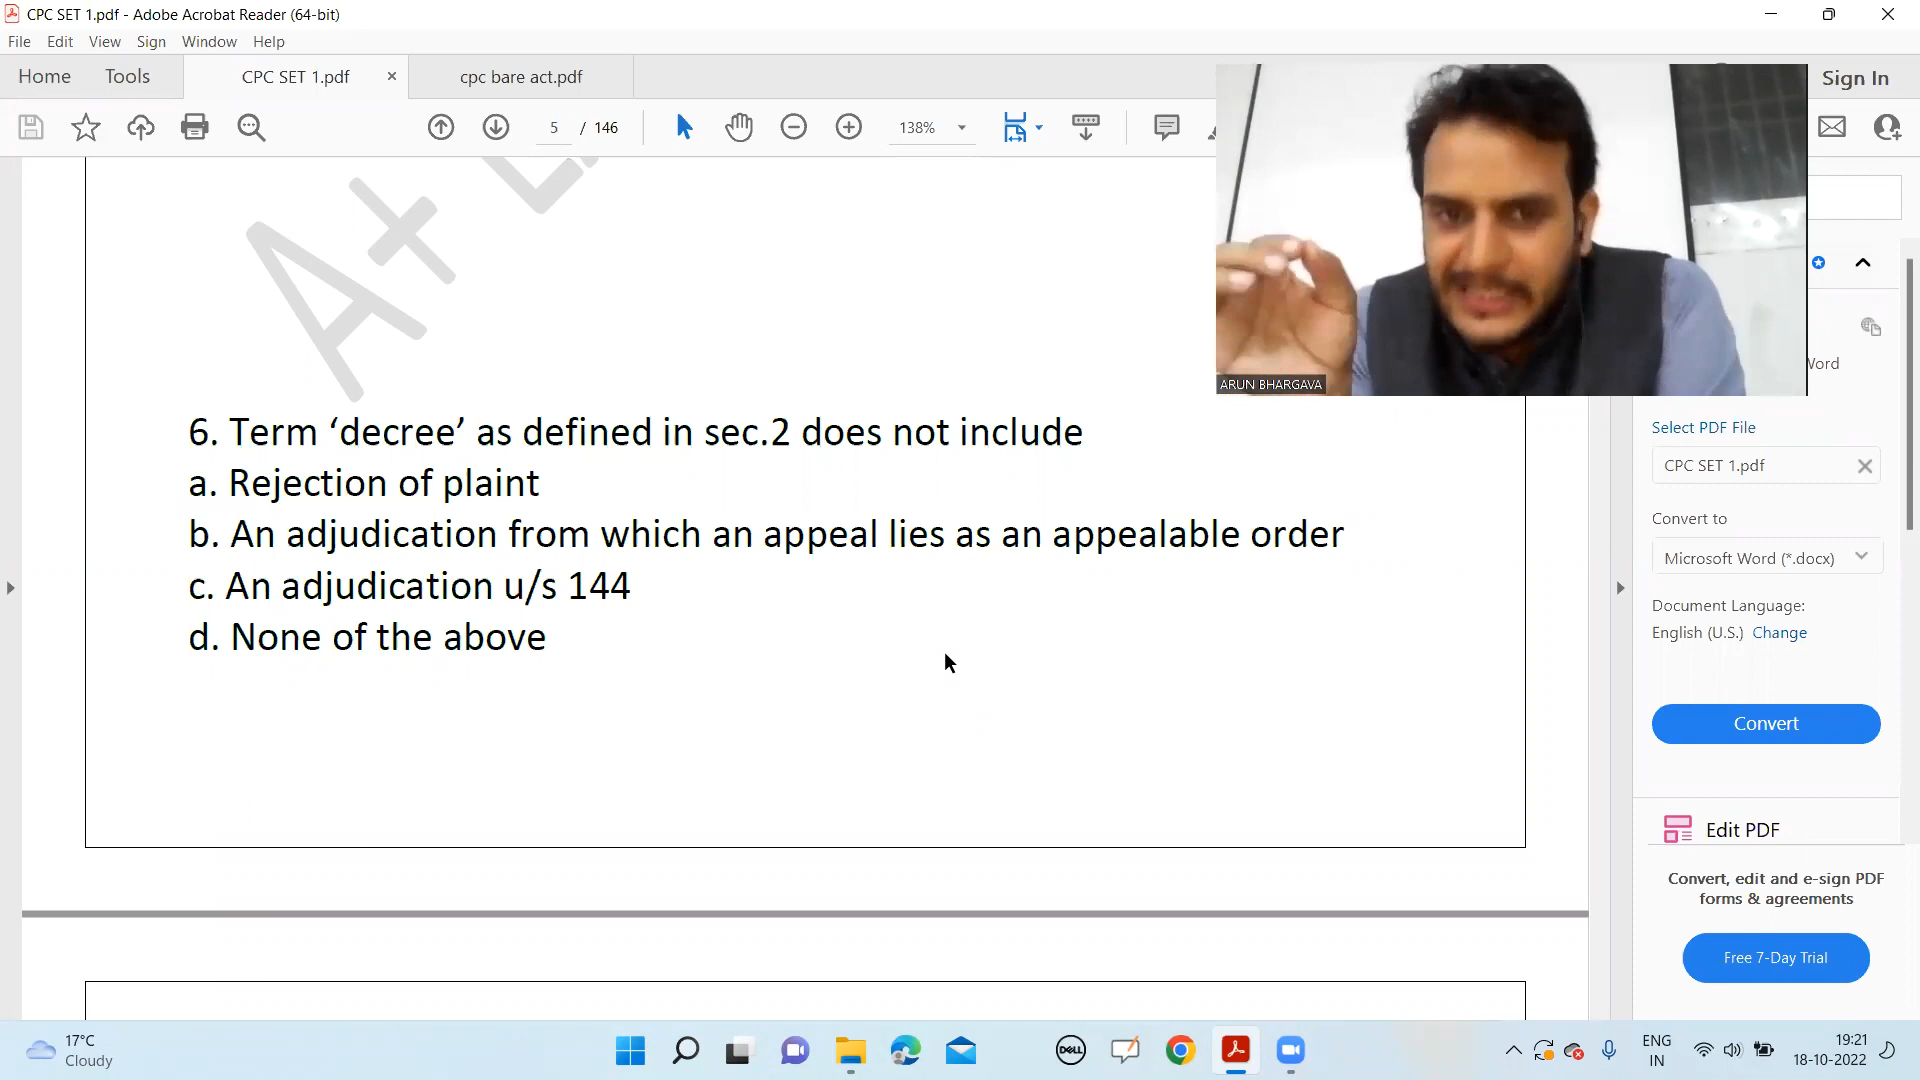 CPC SET 1.pdf - Adobe Acrobat Reader (64-bit)
File Edit View Sign Window Help
Home Tools CPC SET 1.pdf cpc bare act.pdf Sign In
5 / 146 138%
A+
ARUN BHARGAVA
Word
6. Term ‘decree’ as defined in sec.2 does not include
a. Rejection of plaint
b. An adjudication from which an appeal lies as an appealable order
c. An adjudication u/s 144
d. None of the above
Select PDF File
CPC SET 1.pdf
Convert to
Microsoft Word (*.docx)
Document Language:
English (U.S.) Change
Convert
Edit PDF
Convert, edit and e-sign PDF
forms & agreements
Free 7-Day Trial
17°C
Cloudy
DELL
ENG
IN
19:21
18-10-2022